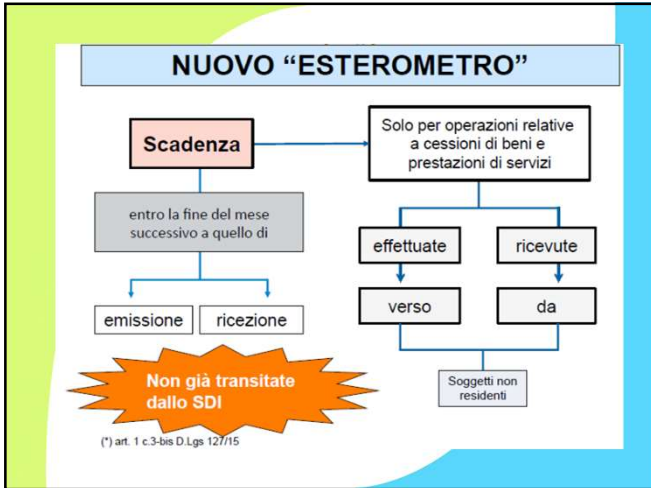 NUOVO “ESTEROMETRO”
Scadenza
Solo per operazioni relative
a cessioni di beni e
prestazioni di servizi
entro la fine del mese
successivo a quello di
emissione
ricezione
effettuate
ricevute
verso
da
Soggetti non
residenti
Non già transitate
dallo SDI
(*) art. 1 c.3-bis D.Lgs 127/15